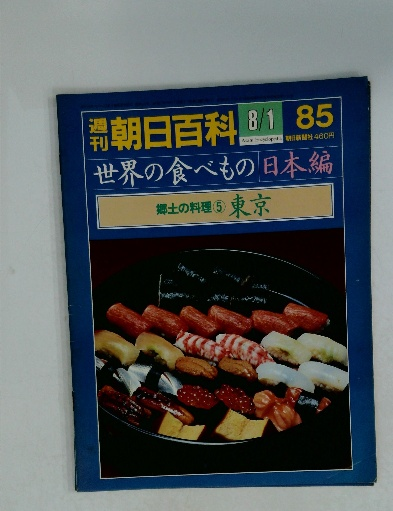 週刊朝日百科 8/1 85
朝日新聞社 460円
世界の食べもの 日本編
郷土の料理⑤ 東京